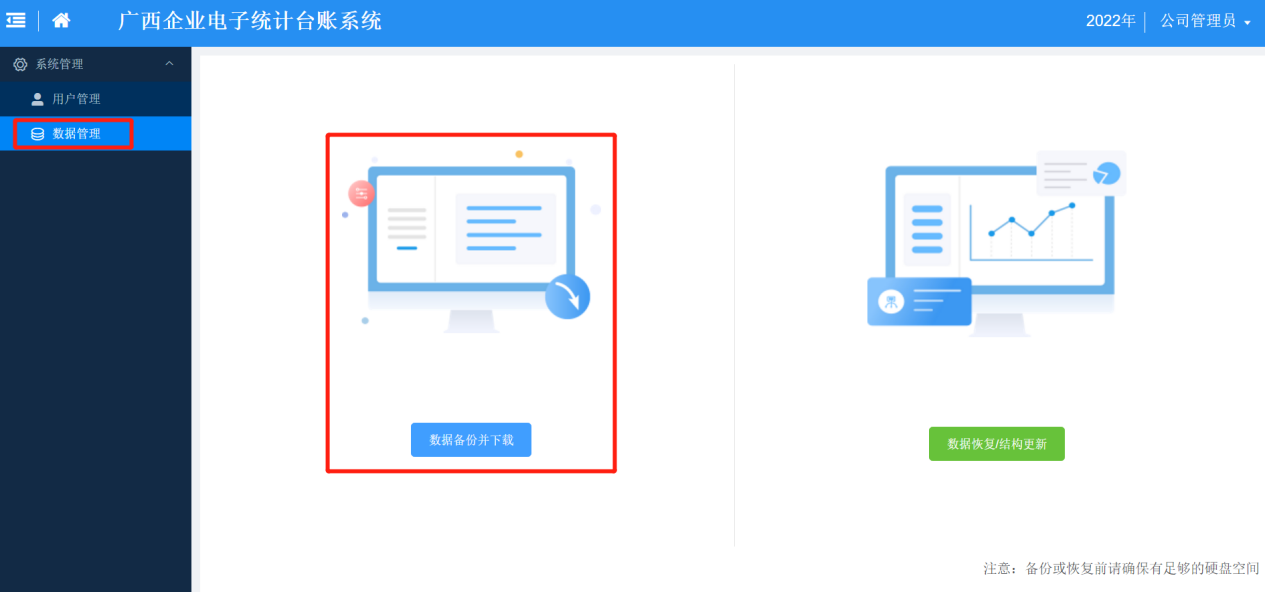 广西企业电子统计台账系统
2022年
公司管理员
系统管理
用户管理
数据管理
数据备份并下载
数据恢复/结构更新
注意：备份或恢复前请确保有足够的硬盘空间